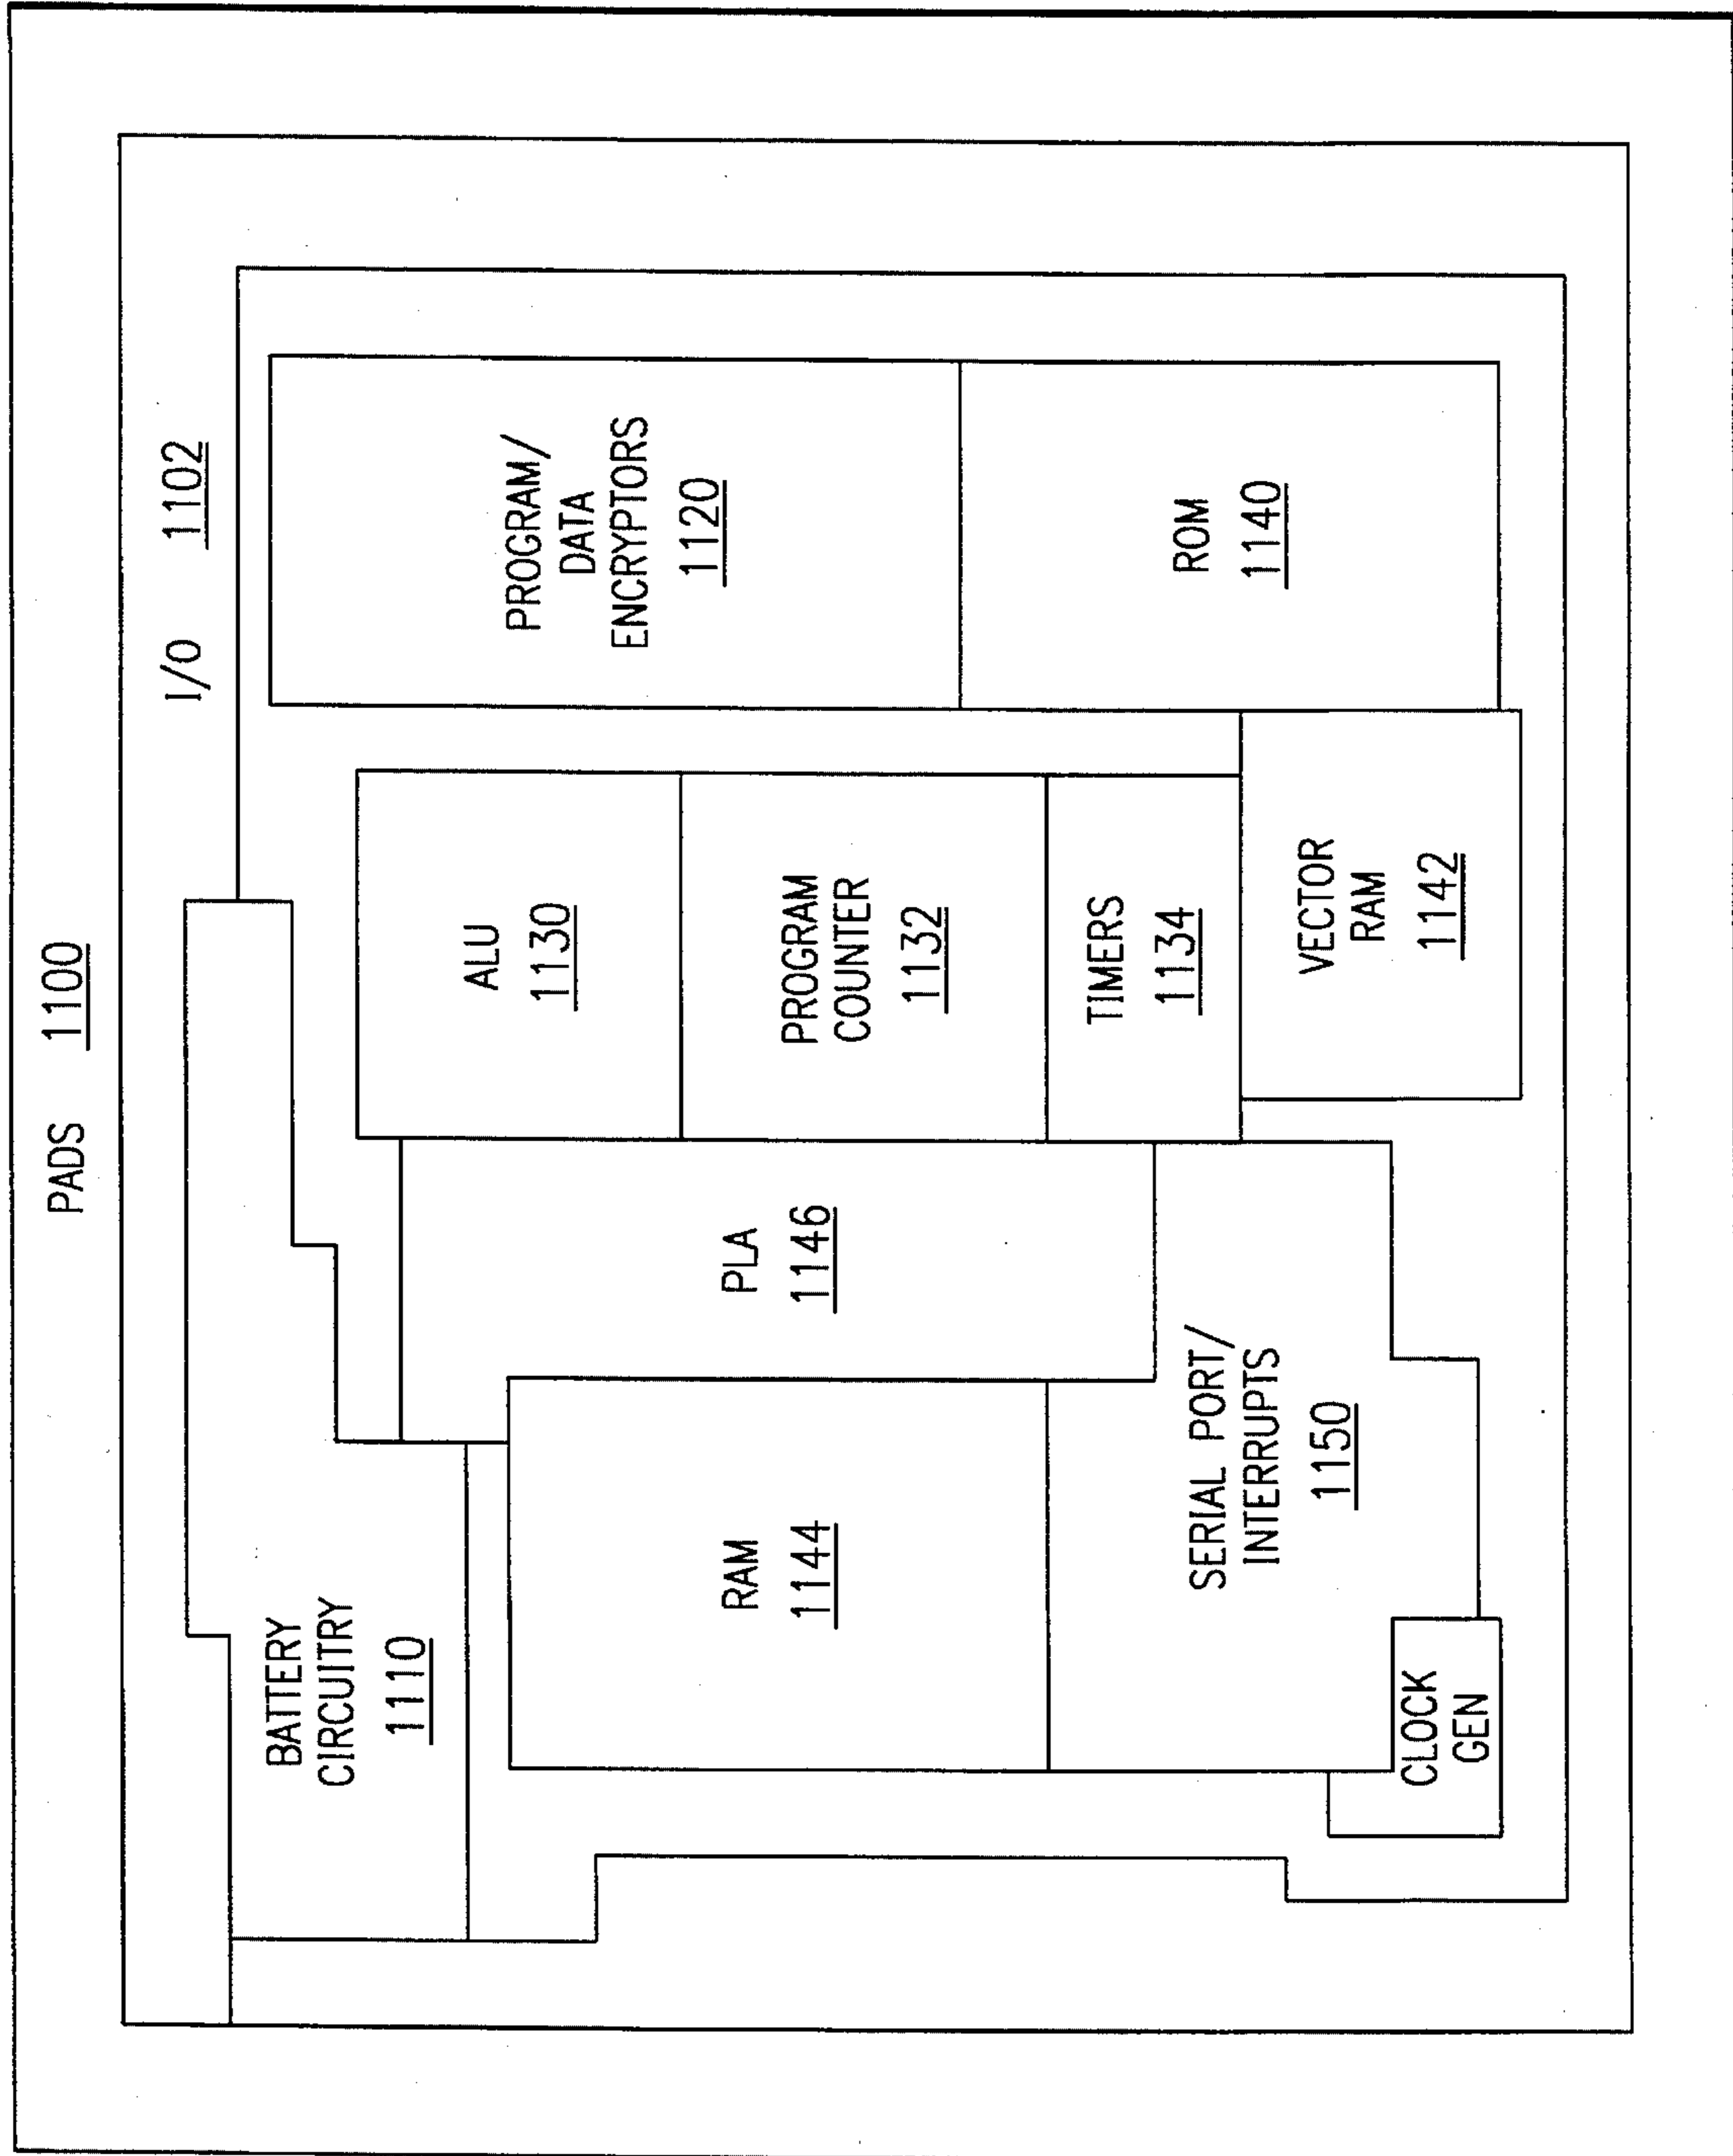 PADS 1100
I/O 1102
BATTERY
CIRCUITRY
1110
ALU
1130
PROGRAM/
DATA
ENCRYPTORS
1120
RAM
1144
PLA
1146
PROGRAM
COUNTER
1132
TIMERS
1134
ROM
1140
SERIAL PORT/
INTERRUPTS
1150
VECTOR
RAM
1142
CLOCK
GEN